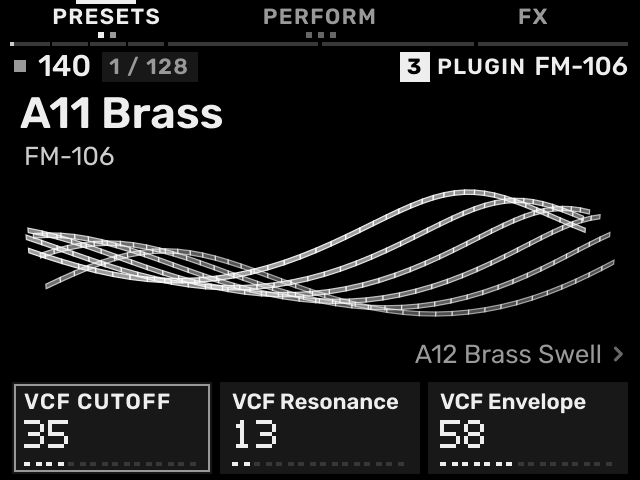 PRESETS PERFORM FX
140 1 / 128 3 PLUGIN FM-106
A11 Brass
FM-106
A12 Brass Swell >
VCF CUTOFF VCF Resonance VCF Envelope
35 13 58